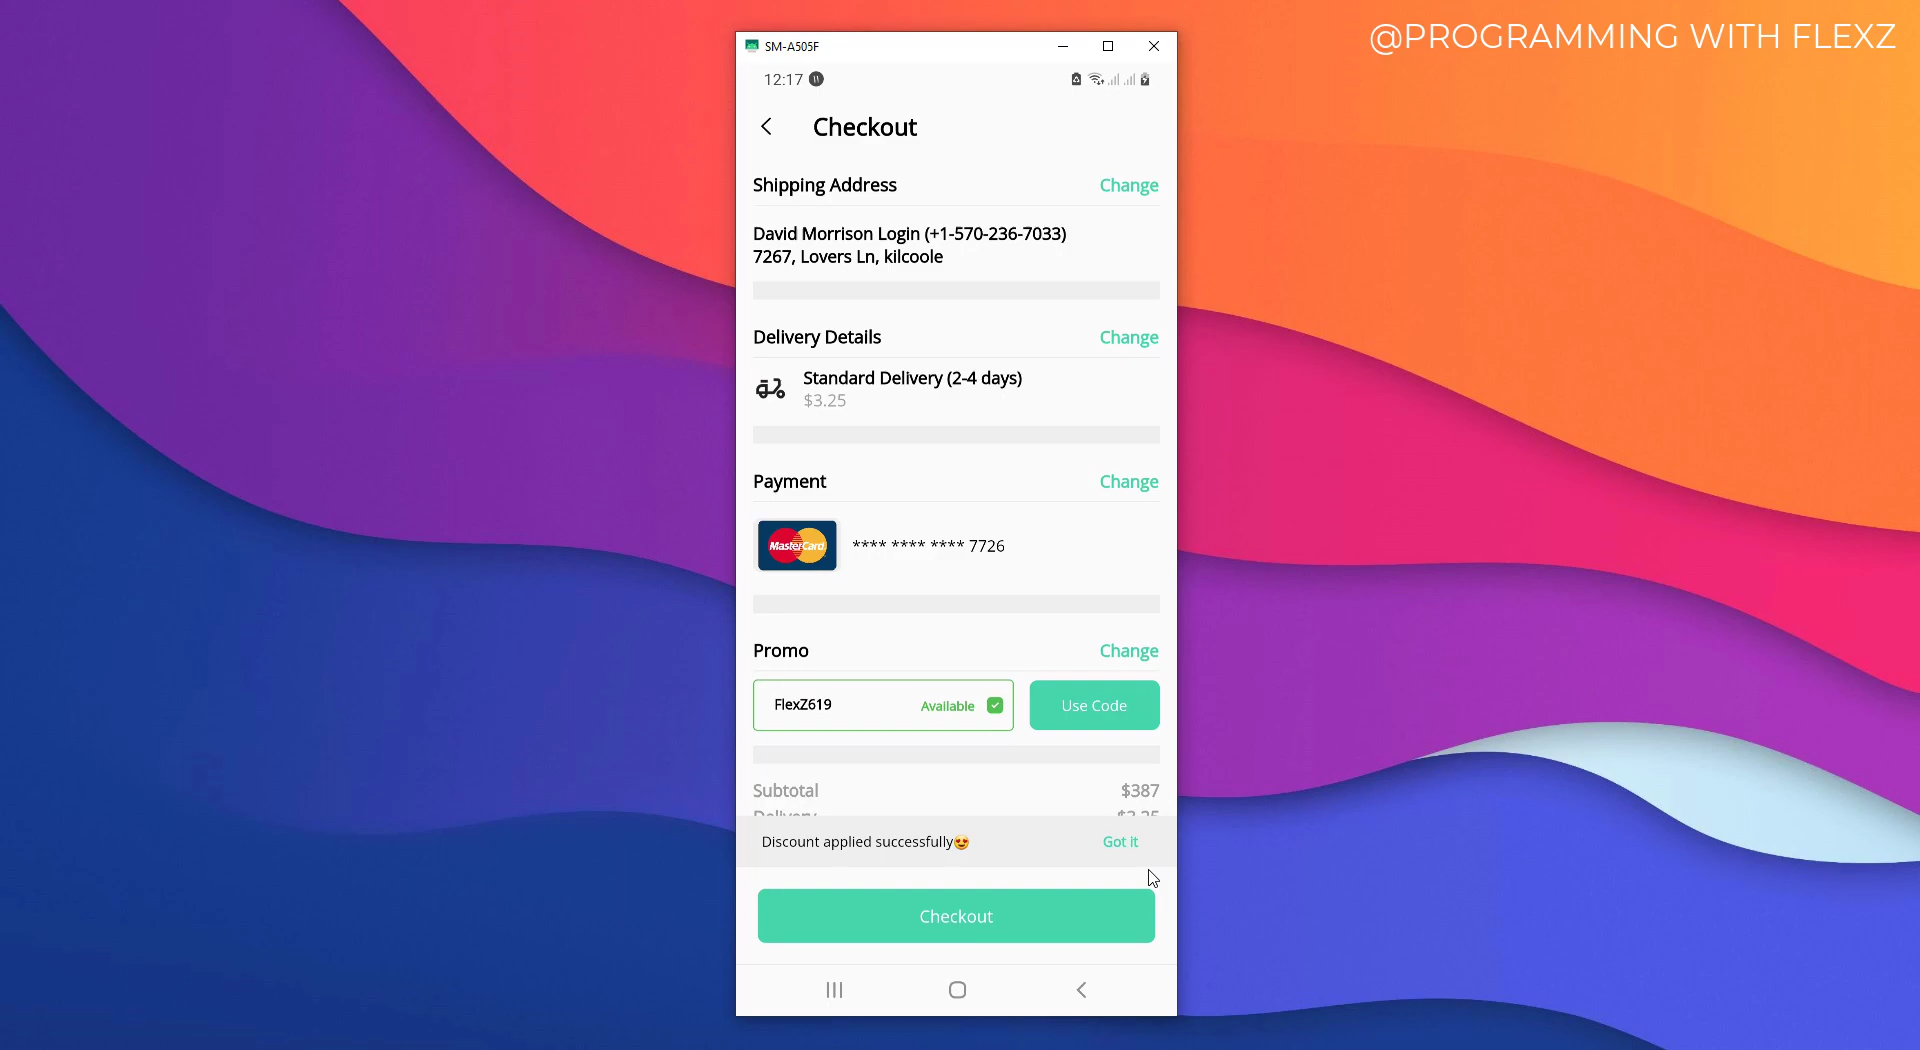 @PROGRAMMING WITH FLEXZ
SM-A505F
12:17
Checkout
Shipping Address Change
David Morrison Login (+1-570-236-7033)
7267, Lovers Ln, kilcoole
Delivery Details Change
Standard Delivery (2-4 days)
$3.25
Payment Change
MasterCard
**** **** **** 7726
Promo Change
FlexZ619 Available Use Code
Subtotal $387
Delivery $3.25
Discount applied successfully😍 Got it
Checkout